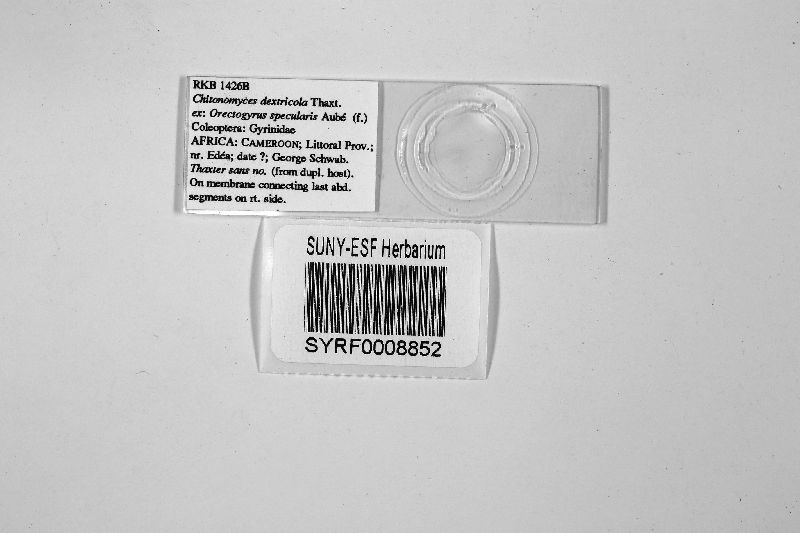 RKB 1426B
Chitonomyces dextricola Thaxt.
ex: Orectogyrus specularis Aubé (f.)
Coleoptera: Gyrinidae
AFRICA: CAMEROON; Littoral Prov.;
nr. Edéa; date ?; George Schwab.
Thaxter sans no. (from dupl. host).
On membrane connecting last abd.
segments on rt. side.
SUNY-ESF Herbarium
SYRF0008852